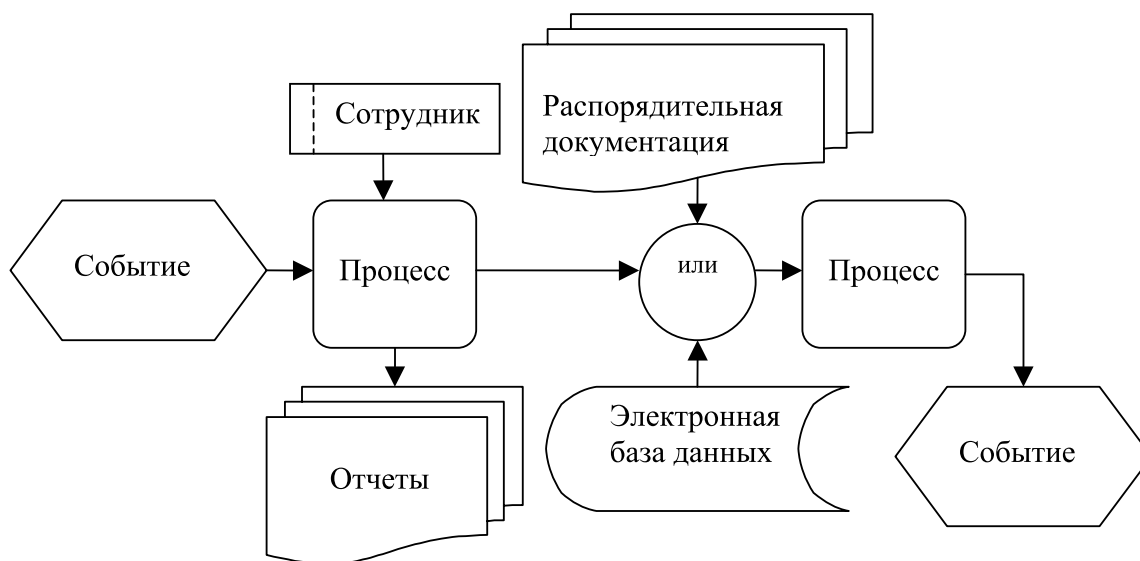 Сотрудник
Распорядительная
документация
Событие
Процесс
или
Процесс
Отчеты
Электронная
база данных
Событие